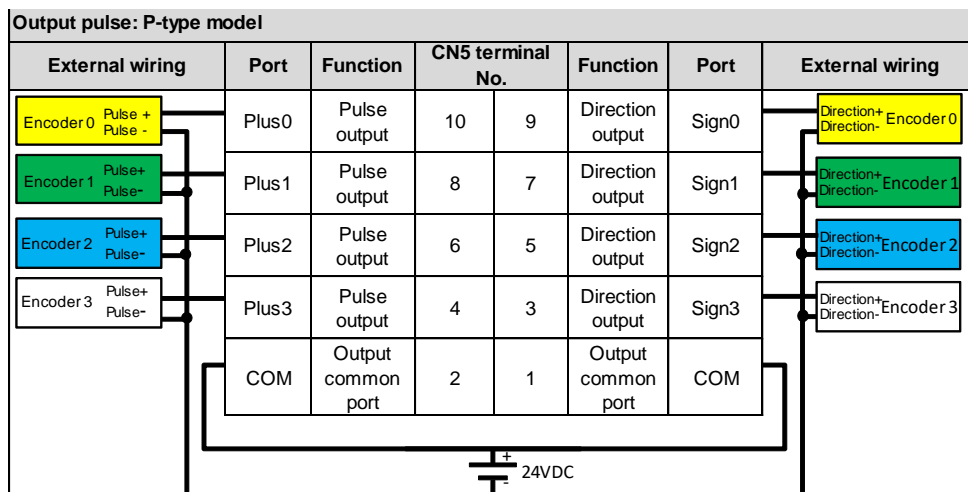 Output pulse: P-type model
External wiring Port Function CN5 terminal No. Function Port External wiring
Encoder 0 Pulse + Pulse - Plus0 Pulse output 10 9 Direction output Sign0 Direction+ Direction- Encoder 0
Encoder 1 Pulse+ Pulse- Plus1 Pulse output 8 7 Direction output Sign1 Direction+ Direction- Encoder 1
Encoder 2 Pulse+ Pulse- Plus2 Pulse output 6 5 Direction output Sign2 Direction+ Direction- Encoder 2
Encoder 3 Pulse+ Pulse- Plus3 Pulse output 4 3 Direction output Sign3 Direction+ Direction- Encoder 3
COM Output common port 2 1 Output common port COM
+
24VDC
-